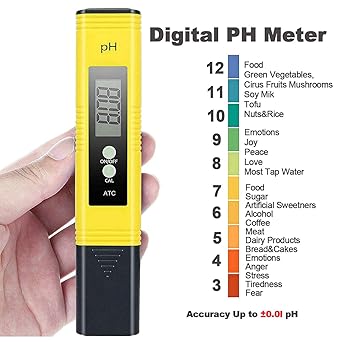 Digital PH Meter
pH
8.08
ON/OFF
CAL
ATC
12 Food
Green Vegetables,
11 Cirus Fruits Mushrooms
Soy Mik
10 Tofu
Nuts&Rice
9 Emotions
Joy
8 Peace
Love
Most Tap Water
7 Food
Sugar
6 Artificial Sweetners
Alcohol
5 Coffee
Meat
Dairy Products
4 Bread&Cakes
Emotions
Anger
3 Stress
Tiredness
Fear
Accuracy Up to ±0.0l pH